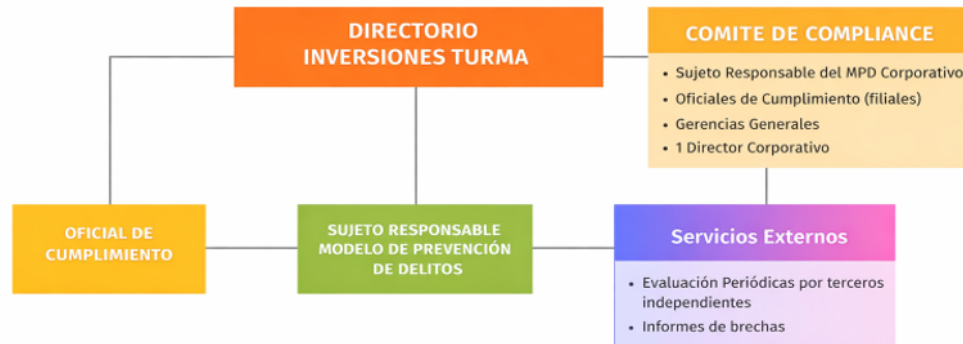 DIRECTORIO
INVERSIONES TURMA
COMITE DE COMPLIANCE
• Sujeto Responsable del MPD Corporativo
• Oficiales de Cumplimiento (filiales)
• Gerencias Generales
• 1 Director Corporativo
OFICIAL DE
CUMPLIMIENTO
SUJETO RESPONSABLE
MODELO DE PREVENCIÓN
DE DELITOS
Servicios Externos
• Evaluación Periódicas por terceros
independientes
• Informes de brechas